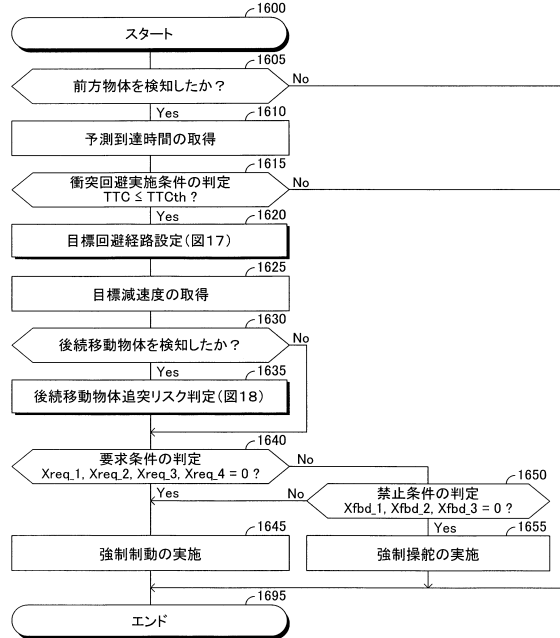 1600
スタート
1605
前方物体を検知したか？
No
Yes
1610
予測到達時間の取得
1615
衝突回避実施条件の判定
TTC ≦ TTCth ?
No
Yes
1620
目標回避経路設定(図17)
1625
目標減速度の取得
1630
後続移動物体を検知したか？
No
Yes
1635
後続移動物体追突リスク判定(図18)
1640
要求条件の判定
Xreq_1, Xreq_2, Xreq_3, Xreq_4 = 0 ?
No
Yes
1650
禁止条件の判定
Xfbd_1, Xfbd_2, Xfbd_3 = 0 ?
No
Yes
1645
強制制動の実施
1655
強制操舵の実施
1695
エンド